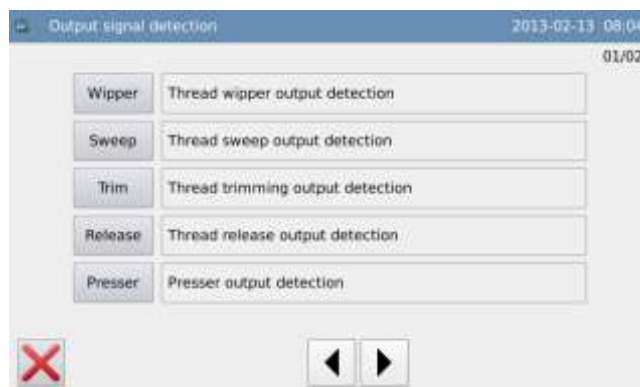 Output signal detection 2013-02-13 08:04
01/02
Wipper Thread wipper output detection
Sweep Thread sweep output detection
Trim Thread trimming output detection
Release Thread release output detection
Presser Presser output detection